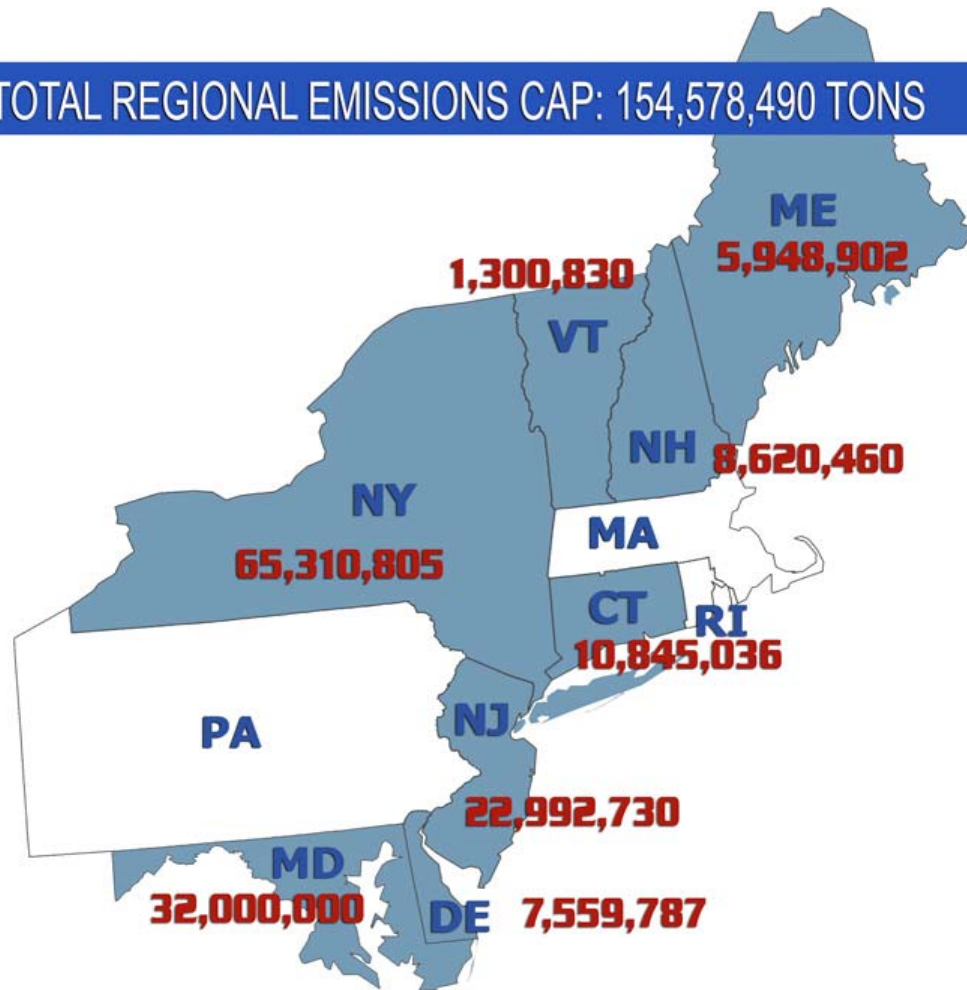 TOTAL REGIONAL EMISSIONS CAP: 154,578,490 TONS
ME
5,948,902
1,300,830
VT
NH 8,620,460
NY
65,310,805
MA
CT
RI
10,845,036
NJ
PA
22,992,730
MD
32,000,000
DE 7,559,787